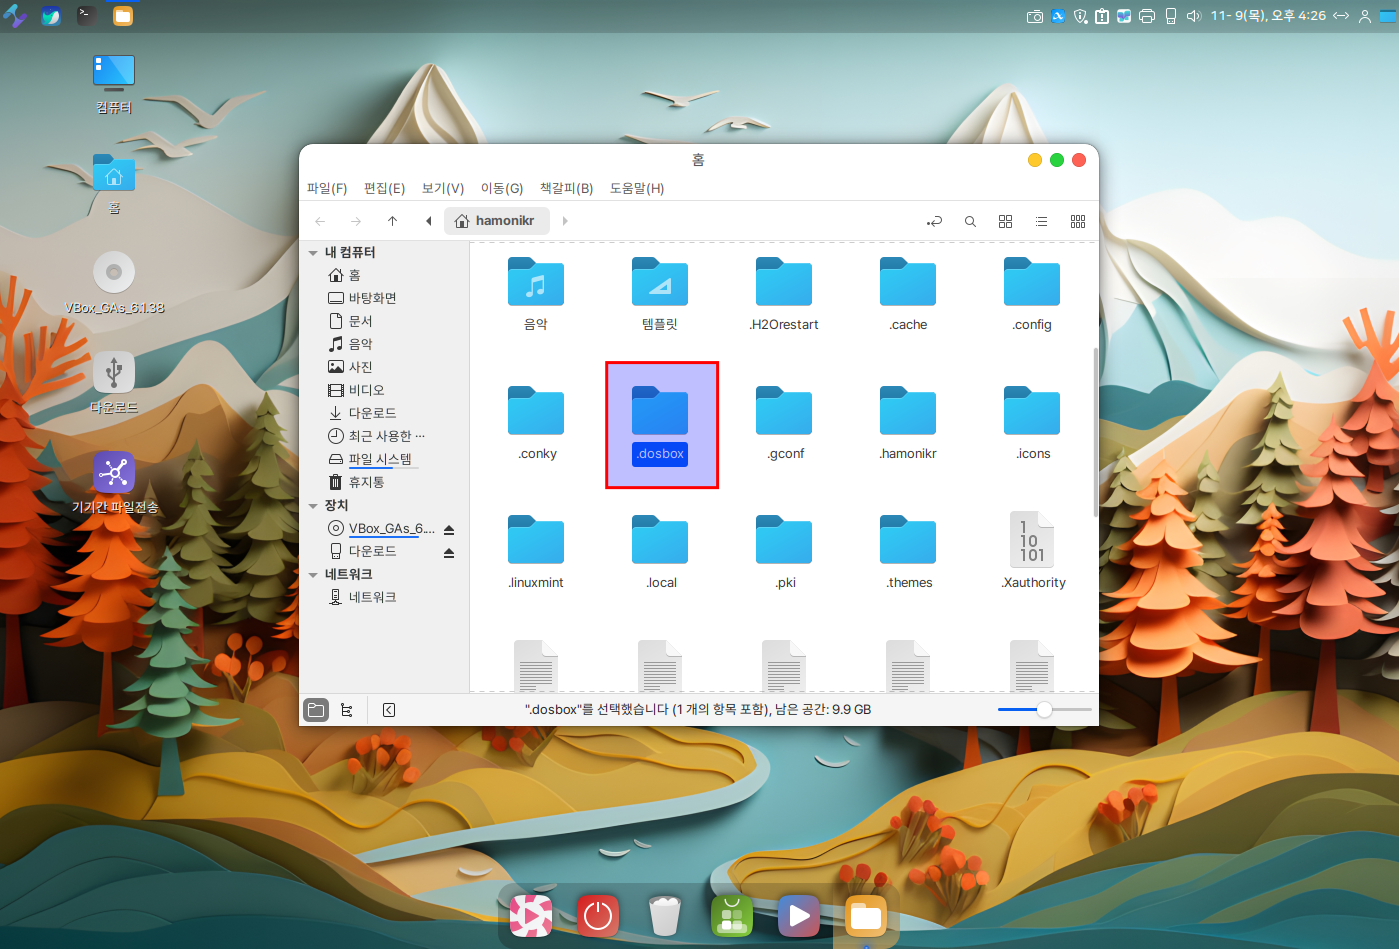 11- 9(목), 오후 4:26
컴퓨터
홈
VBox_GAs_6.1.38
다운로드
기기간 파일전송
홈
파일(F) 편집(E) 보기(V) 이동(G) 책갈피(B) 도움말(H)
hamonikr
내 컴퓨터
홈
바탕화면
문서
음악
사진
비디오
다운로드
최근 사용한 ···
파일 시스템
휴지통
장치
VBox_GAs_6....
다운로드
네트워크
네트워크
음악 템플릿 .H2Orestart .cache .config
.conky .dosbox .gconf .hamonikr .icons
.linuxmint .local .pki .themes .Xauthority
1
10
101
".dosbox"를 선택했습니다 (1 개의 항목 포함), 남은 공간: 9.9 GB